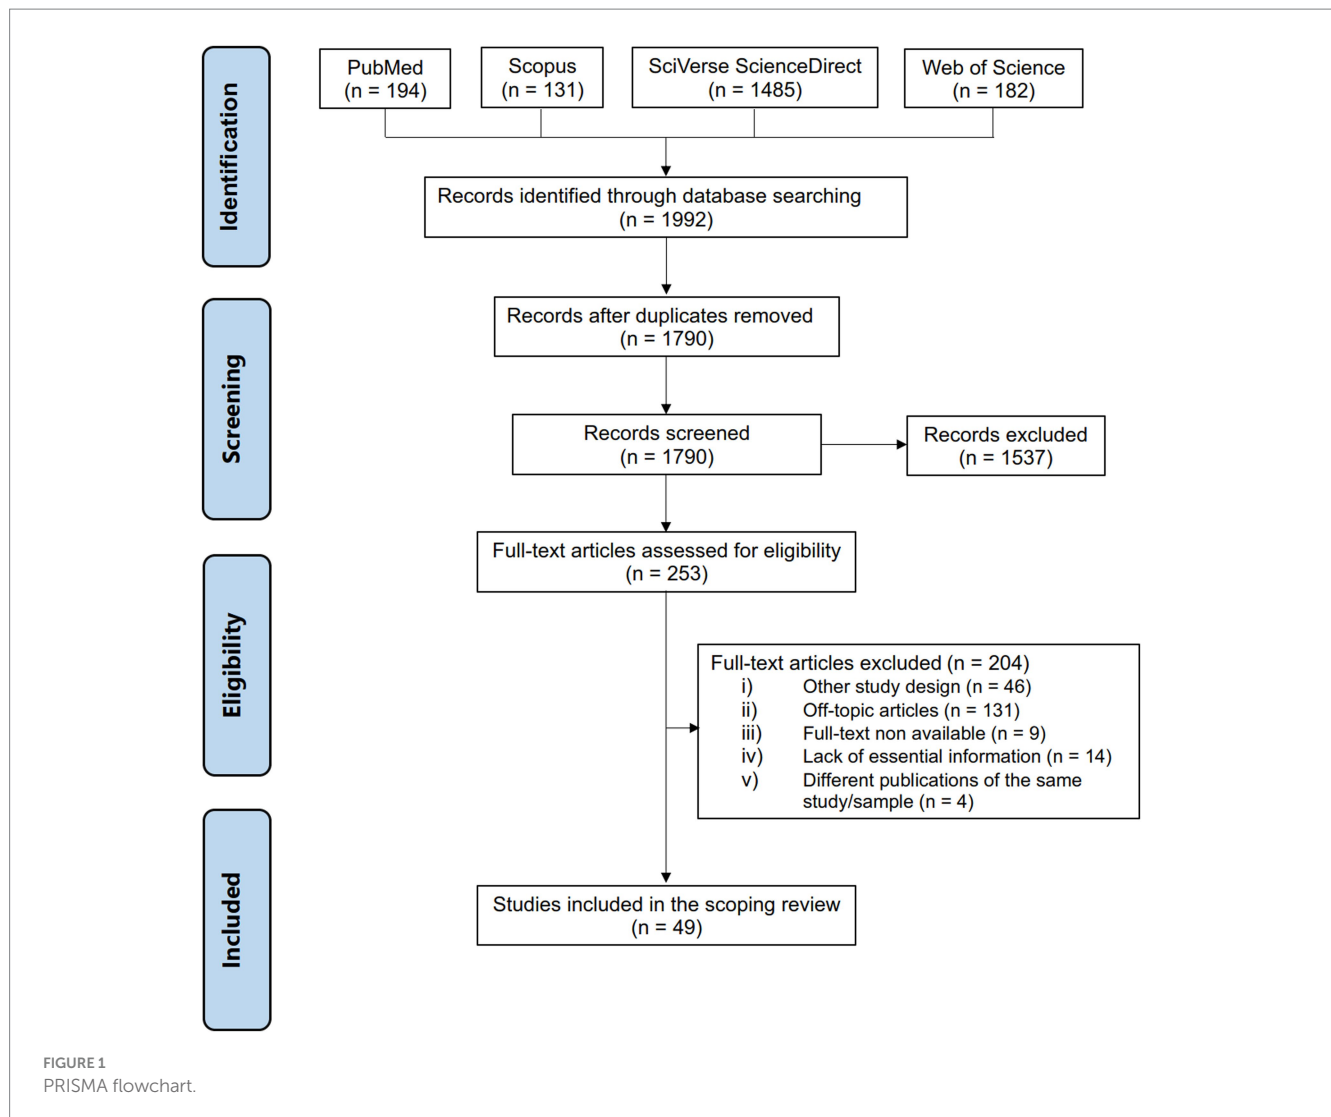 Identification
PubMed
(n = 194)
Scopus
(n = 131)
SciVerse ScienceDirect
(n = 1485)
Web of Science
(n = 182)
Records identified through database searching
(n = 1992)
Screening
Records after duplicates removed
(n = 1790)
Records screened
(n = 1790)
Records excluded
(n = 1537)
Eligibility
Full-text articles assessed for eligibility
(n = 253)
Full-text articles excluded (n = 204)
i) Other study design (n = 46)
ii) Off-topic articles (n = 131)
iii) Full-text non available (n = 9)
iv) Lack of essential information (n = 14)
v) Different publications of the same
study/sample (n = 4)
Included
Studies included in the scoping review
(n = 49)
FIGURE 1
PRISMA flowchart.